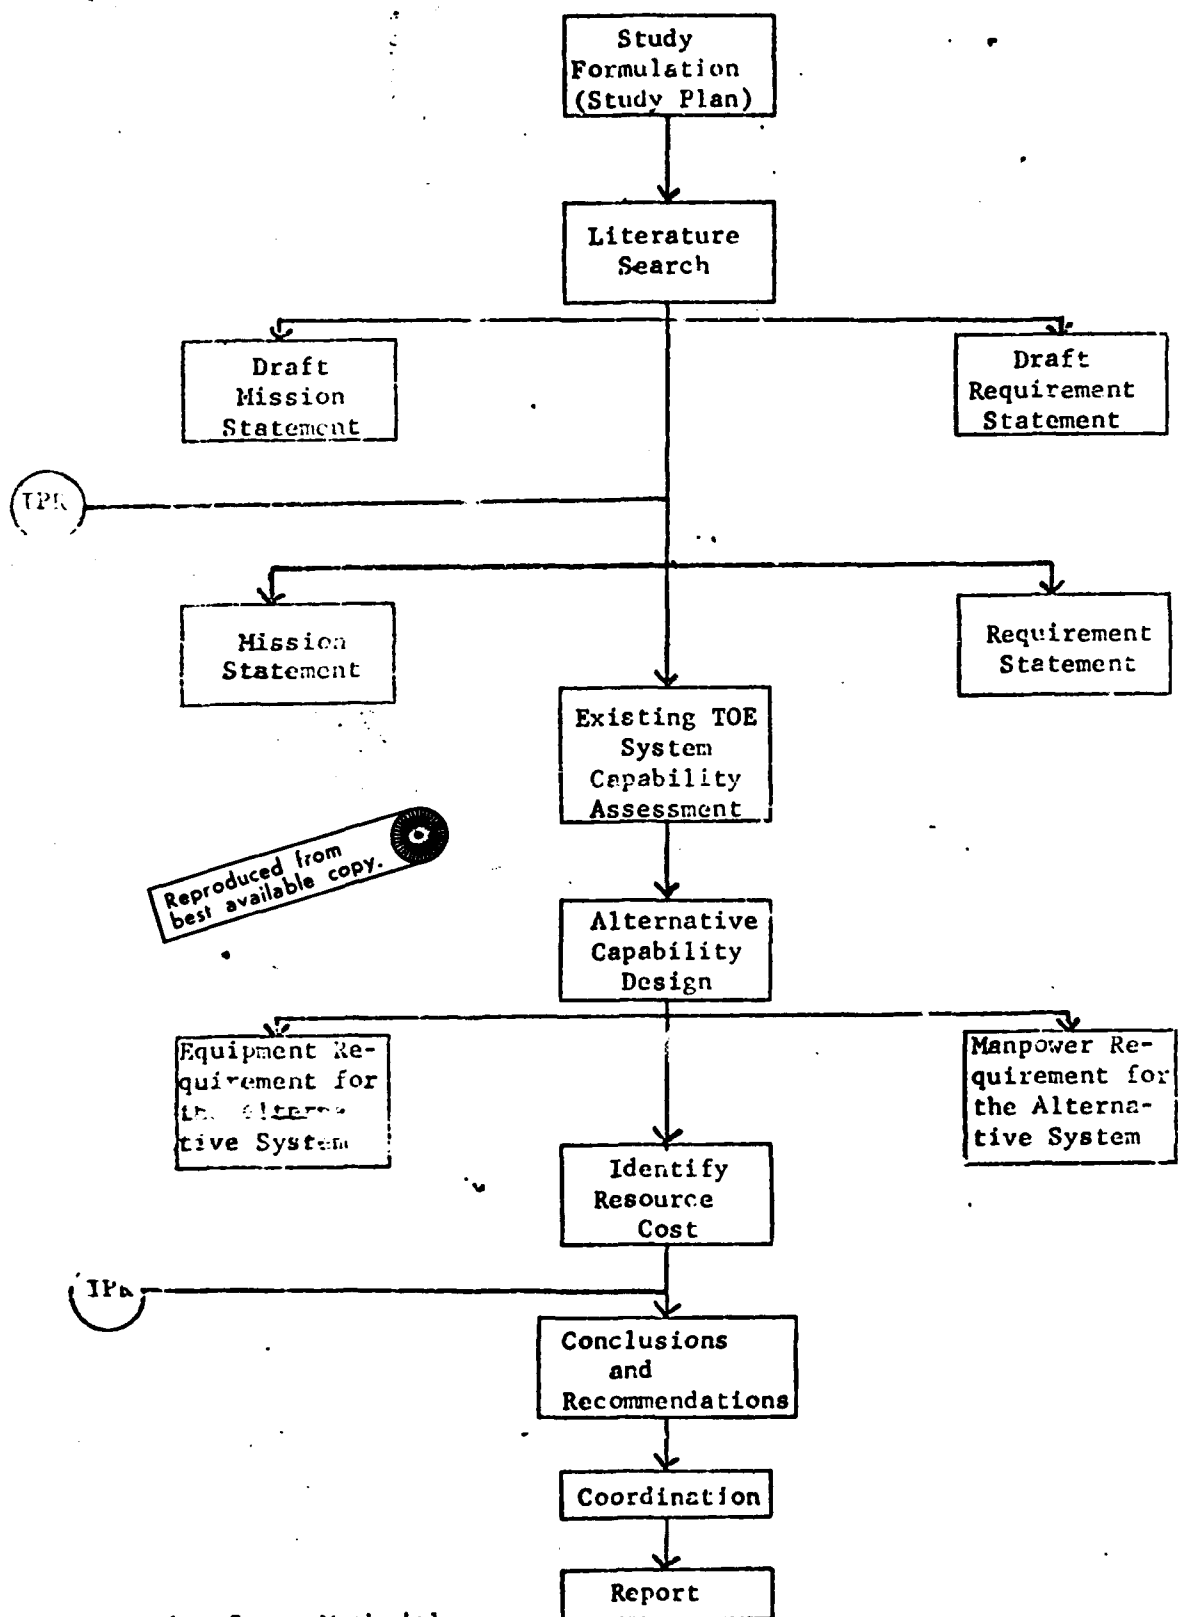 Study
Formulation
(Study Plan)
Literature
Search
Draft
Mission
Statement
Draft
Requirement
Statement
Mission
Statement
Requirement
Statement
Existing TOE
System
Capability
Assessment
Reproduced from
best available copy.
Alternative
Capability
Design
Equipment Re-
quirement for
tive System
Manpower Re-
quirement for
the Alterna-
tive System
Identify
Resource
Cost
Conclusions
and
Recommendations
Coordination
Report